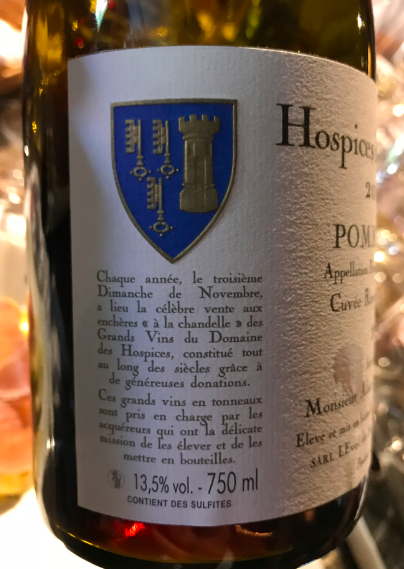 Chaque année, le troisième
Dimanche de Novembre,
a lieu la célèbre vente aux
enchères « à la chandelle » des
Grands Vins du Domaine
des Hospices, constitué tout
au long des siècles grâce à
de généreuses donations.
Ces grands vins en tonneaux
sont pris en charge par les
acquéreurs qui ont la délicate
mission de les élever et de les
mettre en bouteilles.
13,5% vol. - 750 ml
CONTIENT DES SULFITES
Hospices
POM
Appellation
Cuvée
Monsieur
Elevé et mis en
SARL